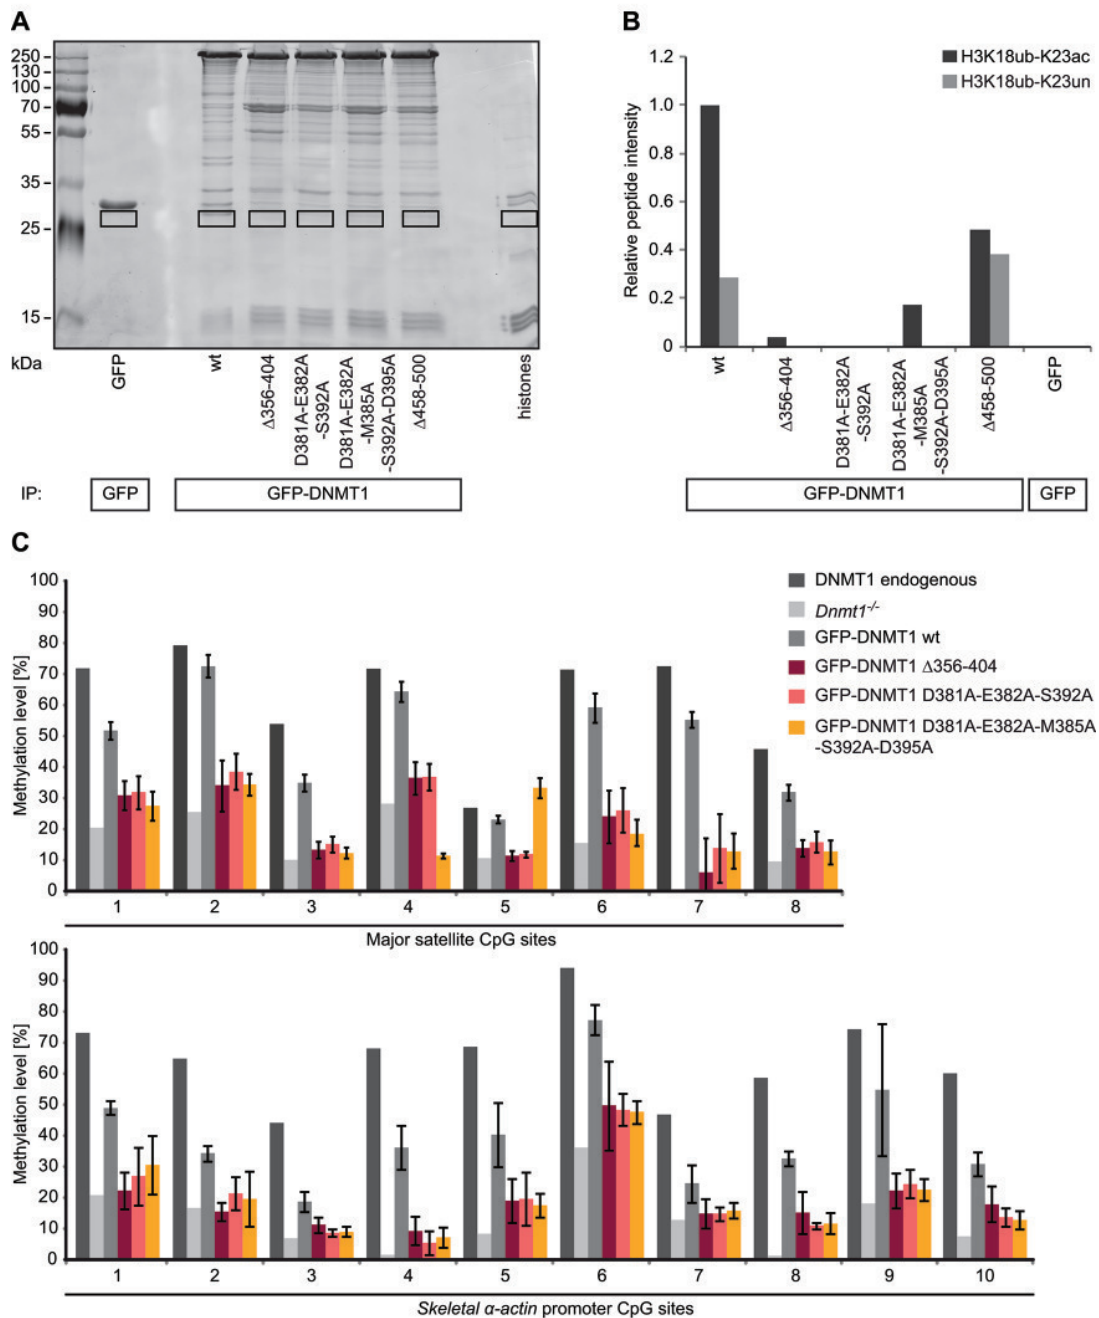 A
250
130
100
70
55
35
25
15
kDa
GFP
wt
Δ356-404
D381A-E382A
-S392A
D381A-E382A
-M385A
-S392A-D395A
Δ458-500
histones
IP:
GFP
GFP-DNMT1
B
H3K18ub-K23ac
H3K18ub-K23un
Relative peptide intensity
1.2
1.0
0.8
0.6
0.4
0.2
0
wt
Δ356-404
D381A-E382A
-S392A
D381A-E382A
-M385A
-S392A-D395A
Δ458-500
GFP
GFP-DNMT1
GFP
C
DNMT1 endogenous
Dnmt1-/-
GFP-DNMT1 wt
GFP-DNMT1 Δ356-404
GFP-DNMT1 D381A-E382A-S392A
GFP-DNMT1 D381A-E382A-M385A
-S392A-D395A
Methylation level [%]
100
90
80
70
60
50
40
30
20
10
0
1 2 3 4 5 6 7 8
Major satellite CpG sites
Methylation level [%]
100
90
80
70
60
50
40
30
20
10
0
1 2 3 4 5 6 7 8 9 10
Skeletal α-actin promoter CpG sites